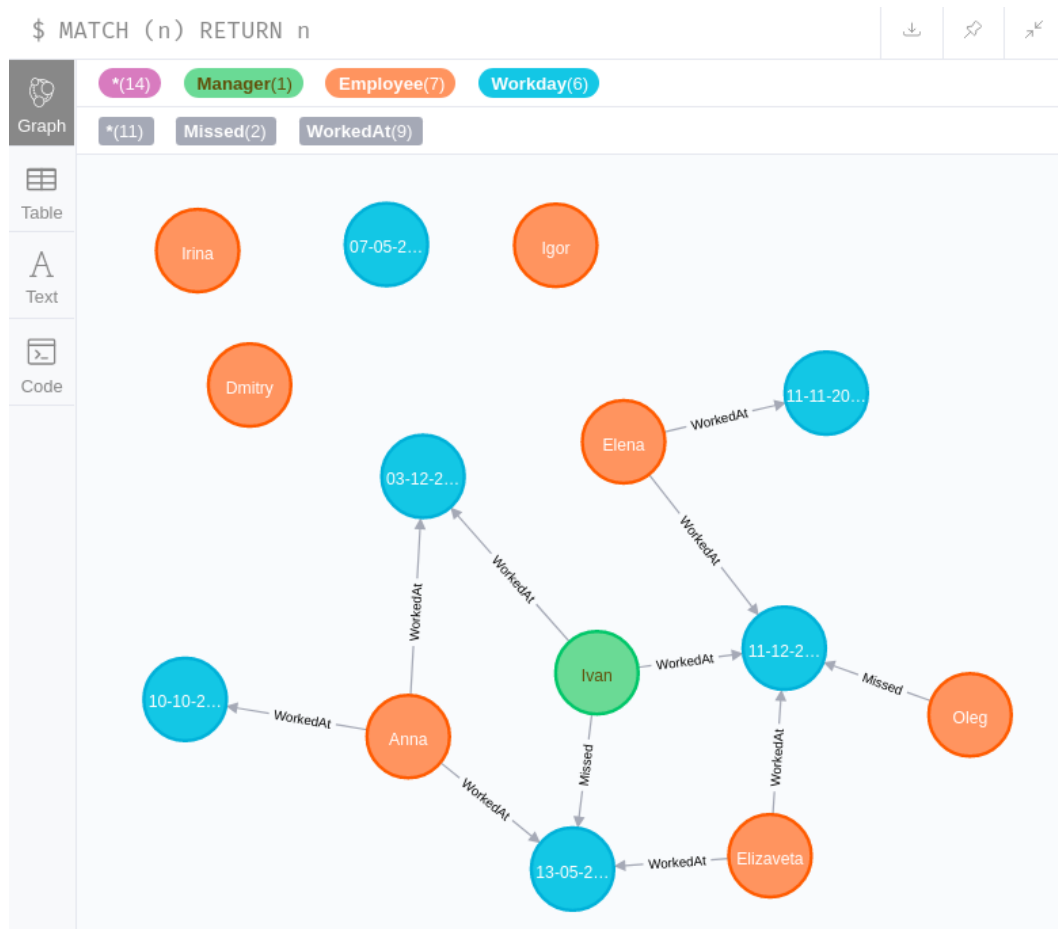 $ MATCH (n) RETURN n
*(14) Manager(1) Employee(7) Workday(6)
*(11) Missed(2) WorkedAt(9)
Graph
Table
Text
Code
Irina
07-05-2...
Igor
Dmitry
11-11-20...
WorkedAt
Elena
03-12-2...
WorkedAt
WorkedAt
WorkedAt
11-12-2...
WorkedAt
Ivan
Missed
10-10-2...
WorkedAt
Anna
Oleg
Missed
WorkedAt
WorkedAt
13-05-2...
WorkedAt
Elizaveta